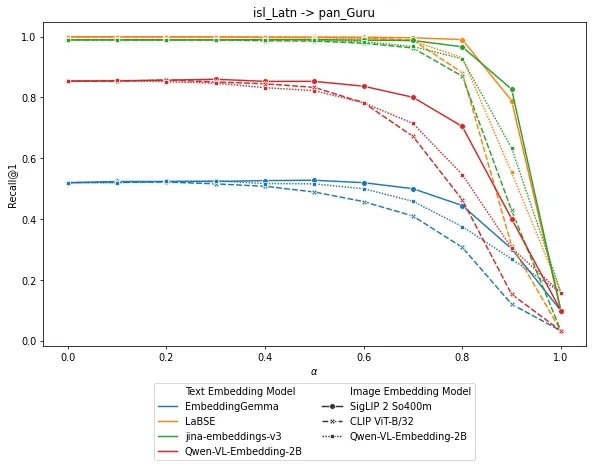 isl_Latn -> pan_Guru
Recall@1
1.0
0.8
0.6
0.4
0.2
0.0
0.0 0.2 0.4 0.6 0.8 1.0
α
Text Embedding Model
EmbeddingGemma
LaBSE
jina-embeddings-v3
Qwen-VL-Embedding-2B
Image Embedding Model
SigLIP 2 So400m
CLIP ViT-B/32
Qwen-VL-Embedding-2B